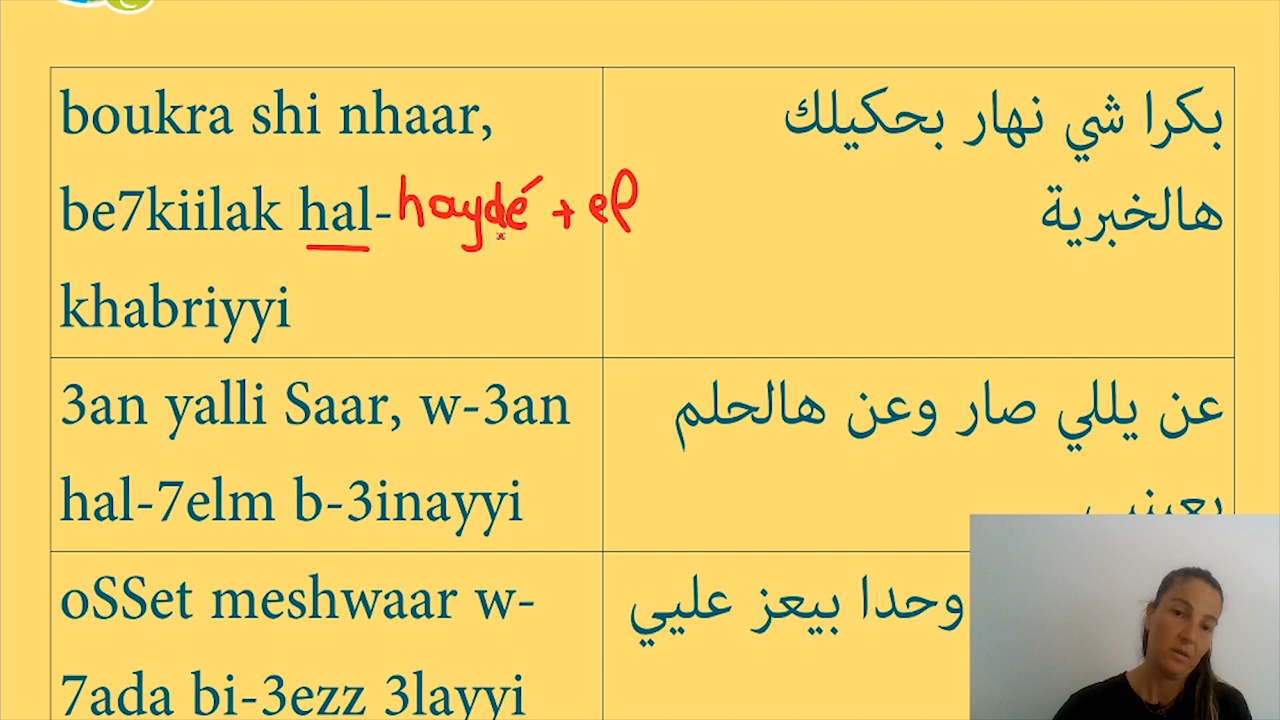 boukra shi nhaar,
be7kiilak hal- haydé + el
khabriyyi
بكرا شي نهار بحكيلك
هالخبرية
3an yalli Saar, w-3an
hal-7elm b-3inayyi
عن يللي صار وعن هالحلم
oSSet meshwaar w-
7ada bi-3ezz 3layyi
وحدا بيعز عليي